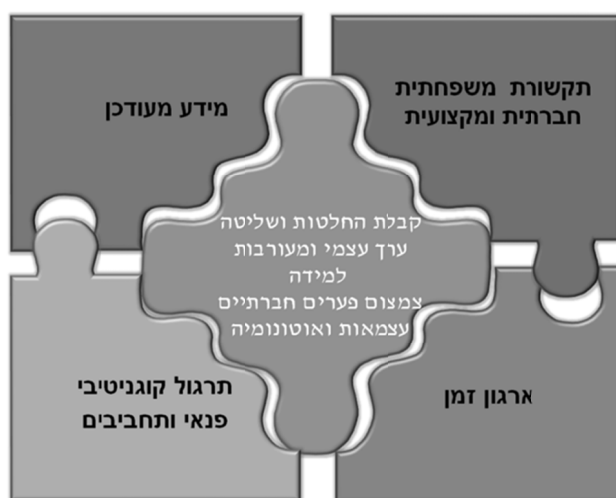 תקשורת משפחתית
חברתית ומקצועית
מידע מעודכן
קבלת החלטות ושליטה
ערך עצמי ומעורבות
למידה
צמצום פערים חברתיים
עצמאות ואוטונומיה
ארגון זמן
תרגול קוגניטיבי
פנאי ותחביבים